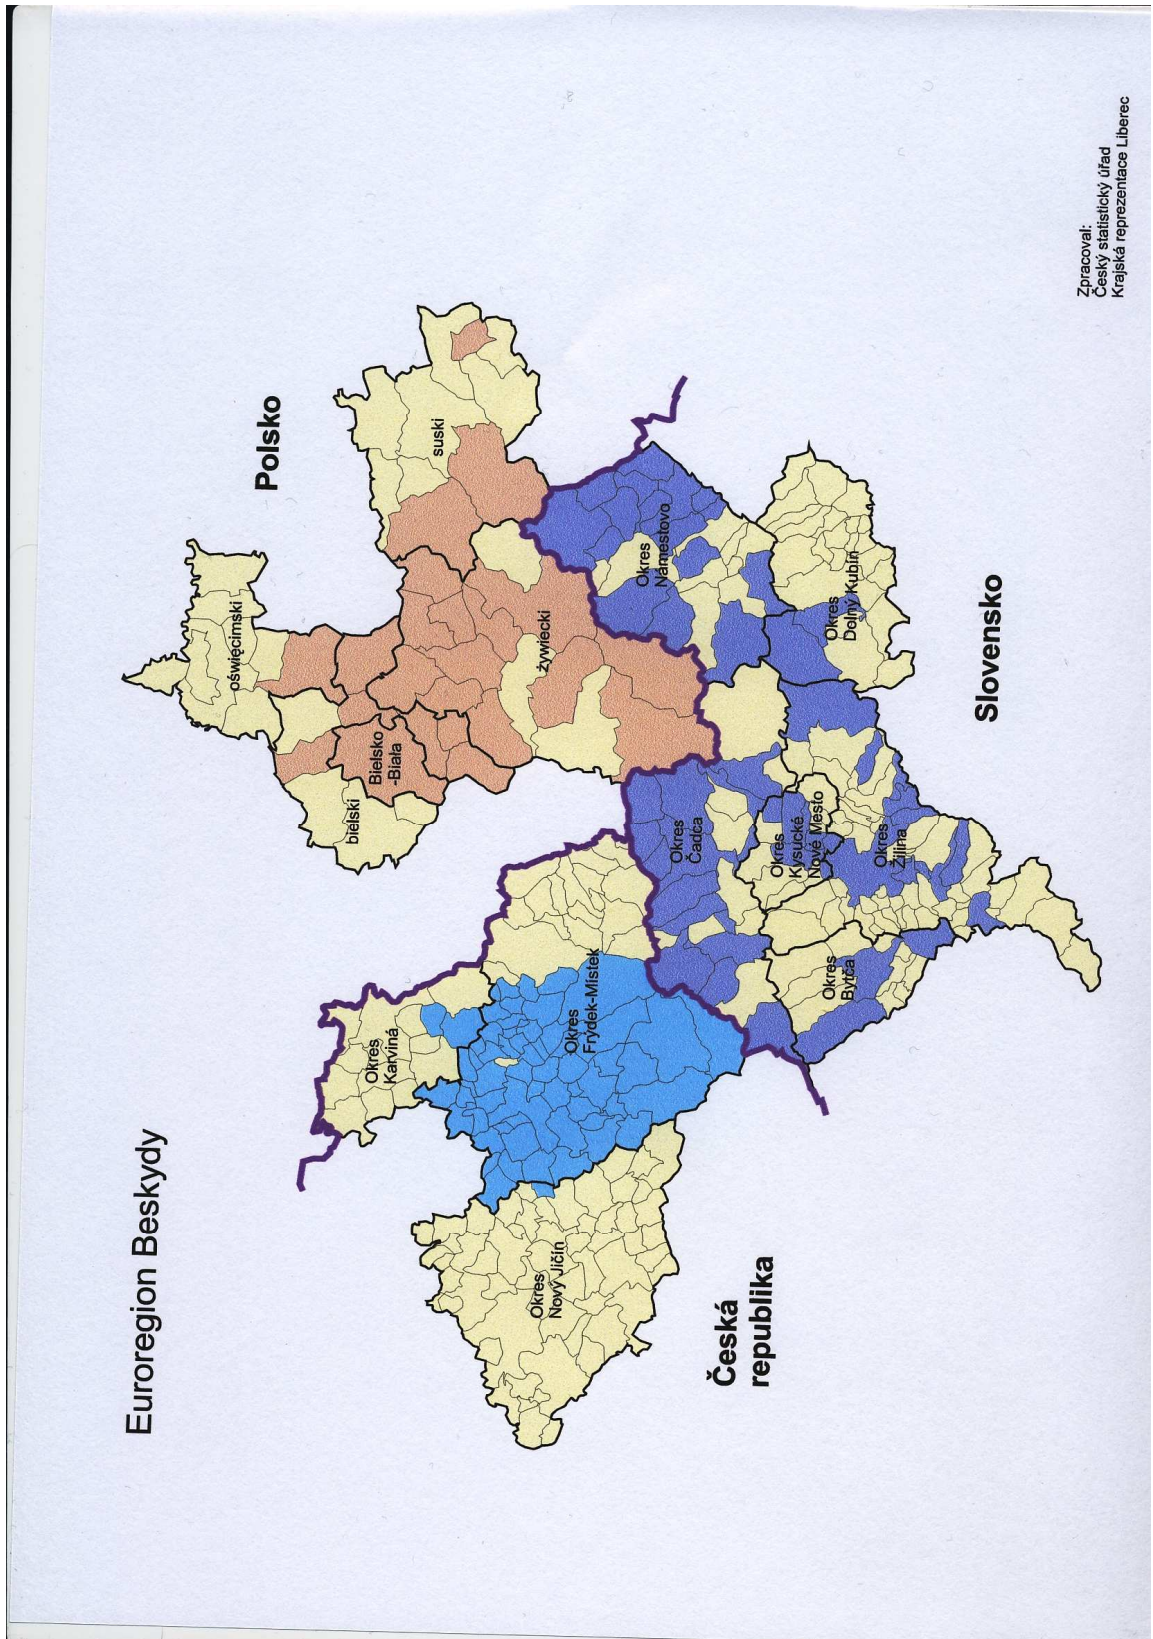 Euroregion Beskydy
Polsko
oświęcimski
suski
bielski
Bielsko
-Biała
żywiecki
Okres
Karviná
Okres
Frýdek-Místek
Okres
Nový Jičín
Česká
republika
Okres
Čadca
Okres
Námestovo
Okres
Kysucké
Nové Mesto
Okres
Dolný Kubín
Okres
Bytča
Okres
Žilina
Slovensko
Zpracoval:
Český statistický úřad
Krajská reprezentace Liberec